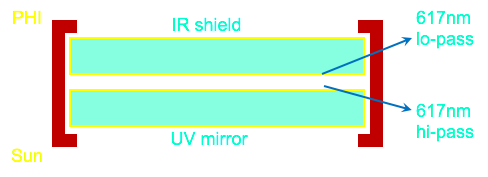 PHI
IR shield
617nm
lo-pass
617nm
hi-pass
UV mirror
Sun